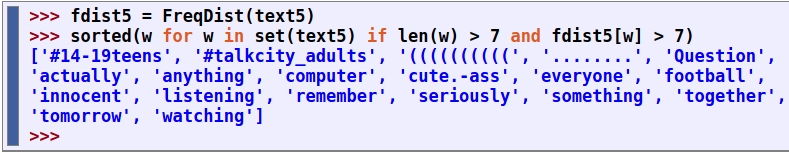 >>> fdist5 = FreqDist(text5)
>>> sorted(w for w in set(text5) if len(w) > 7 and fdist5[w] > 7)
['#14-19teens', '#talkcity_adults', '((((((((((', '........', 'Question',
'actually', 'anything', 'computer', 'cute.-ass', 'everyone', 'football',
'innocent', 'listening', 'remember', 'seriously', 'something', 'together',
'tomorrow', 'watching']
>>>